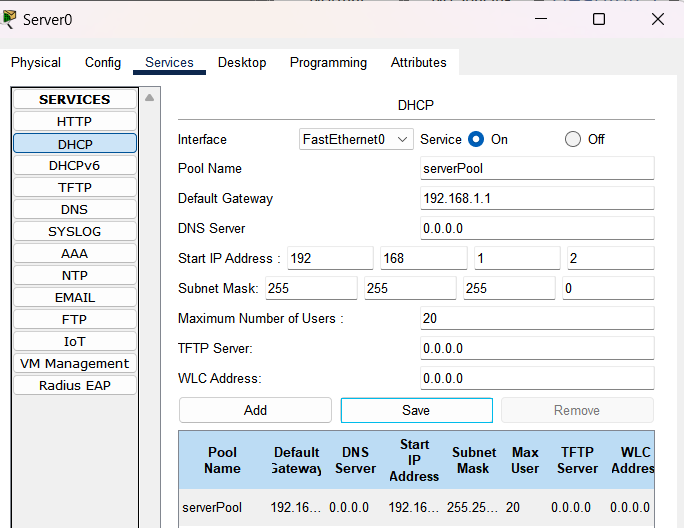 Server0
Physical Config Services Desktop Programming Attributes
SERVICES
HTTP
DHCP
DHCPv6
TFTP
DNS
SYSLOG
AAA
NTP
EMAIL
FTP
IoT
VM Management
Radius EAP
DHCP
Interface FastEthernet0 Service On Off
Pool Name serverPool
Default Gateway 192.168.1.1
DNS Server 0.0.0.0
Start IP Address : 192 168 1 2
Subnet Mask: 255 255 255 0
Maximum Number of Users : 20
TFTP Server: 0.0.0.0
WLC Address: 0.0.0.0
Add Save Remove
Pool Name Default Gateway DNS Server Start IP Address Subnet Mask Max User TFTP Server WLC Addres
serverPool 192.16... 0.0.0.0 192.16... 255.25... 20 0.0.0.0 0.0.0.0